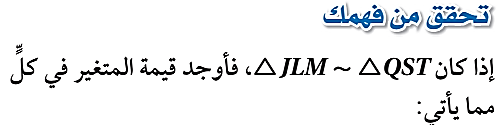 تحقق من فهمك
إذا كان △JLM ~ △QST، فأوجد قيمة المتغير في كلٍّ
مما يأتي: